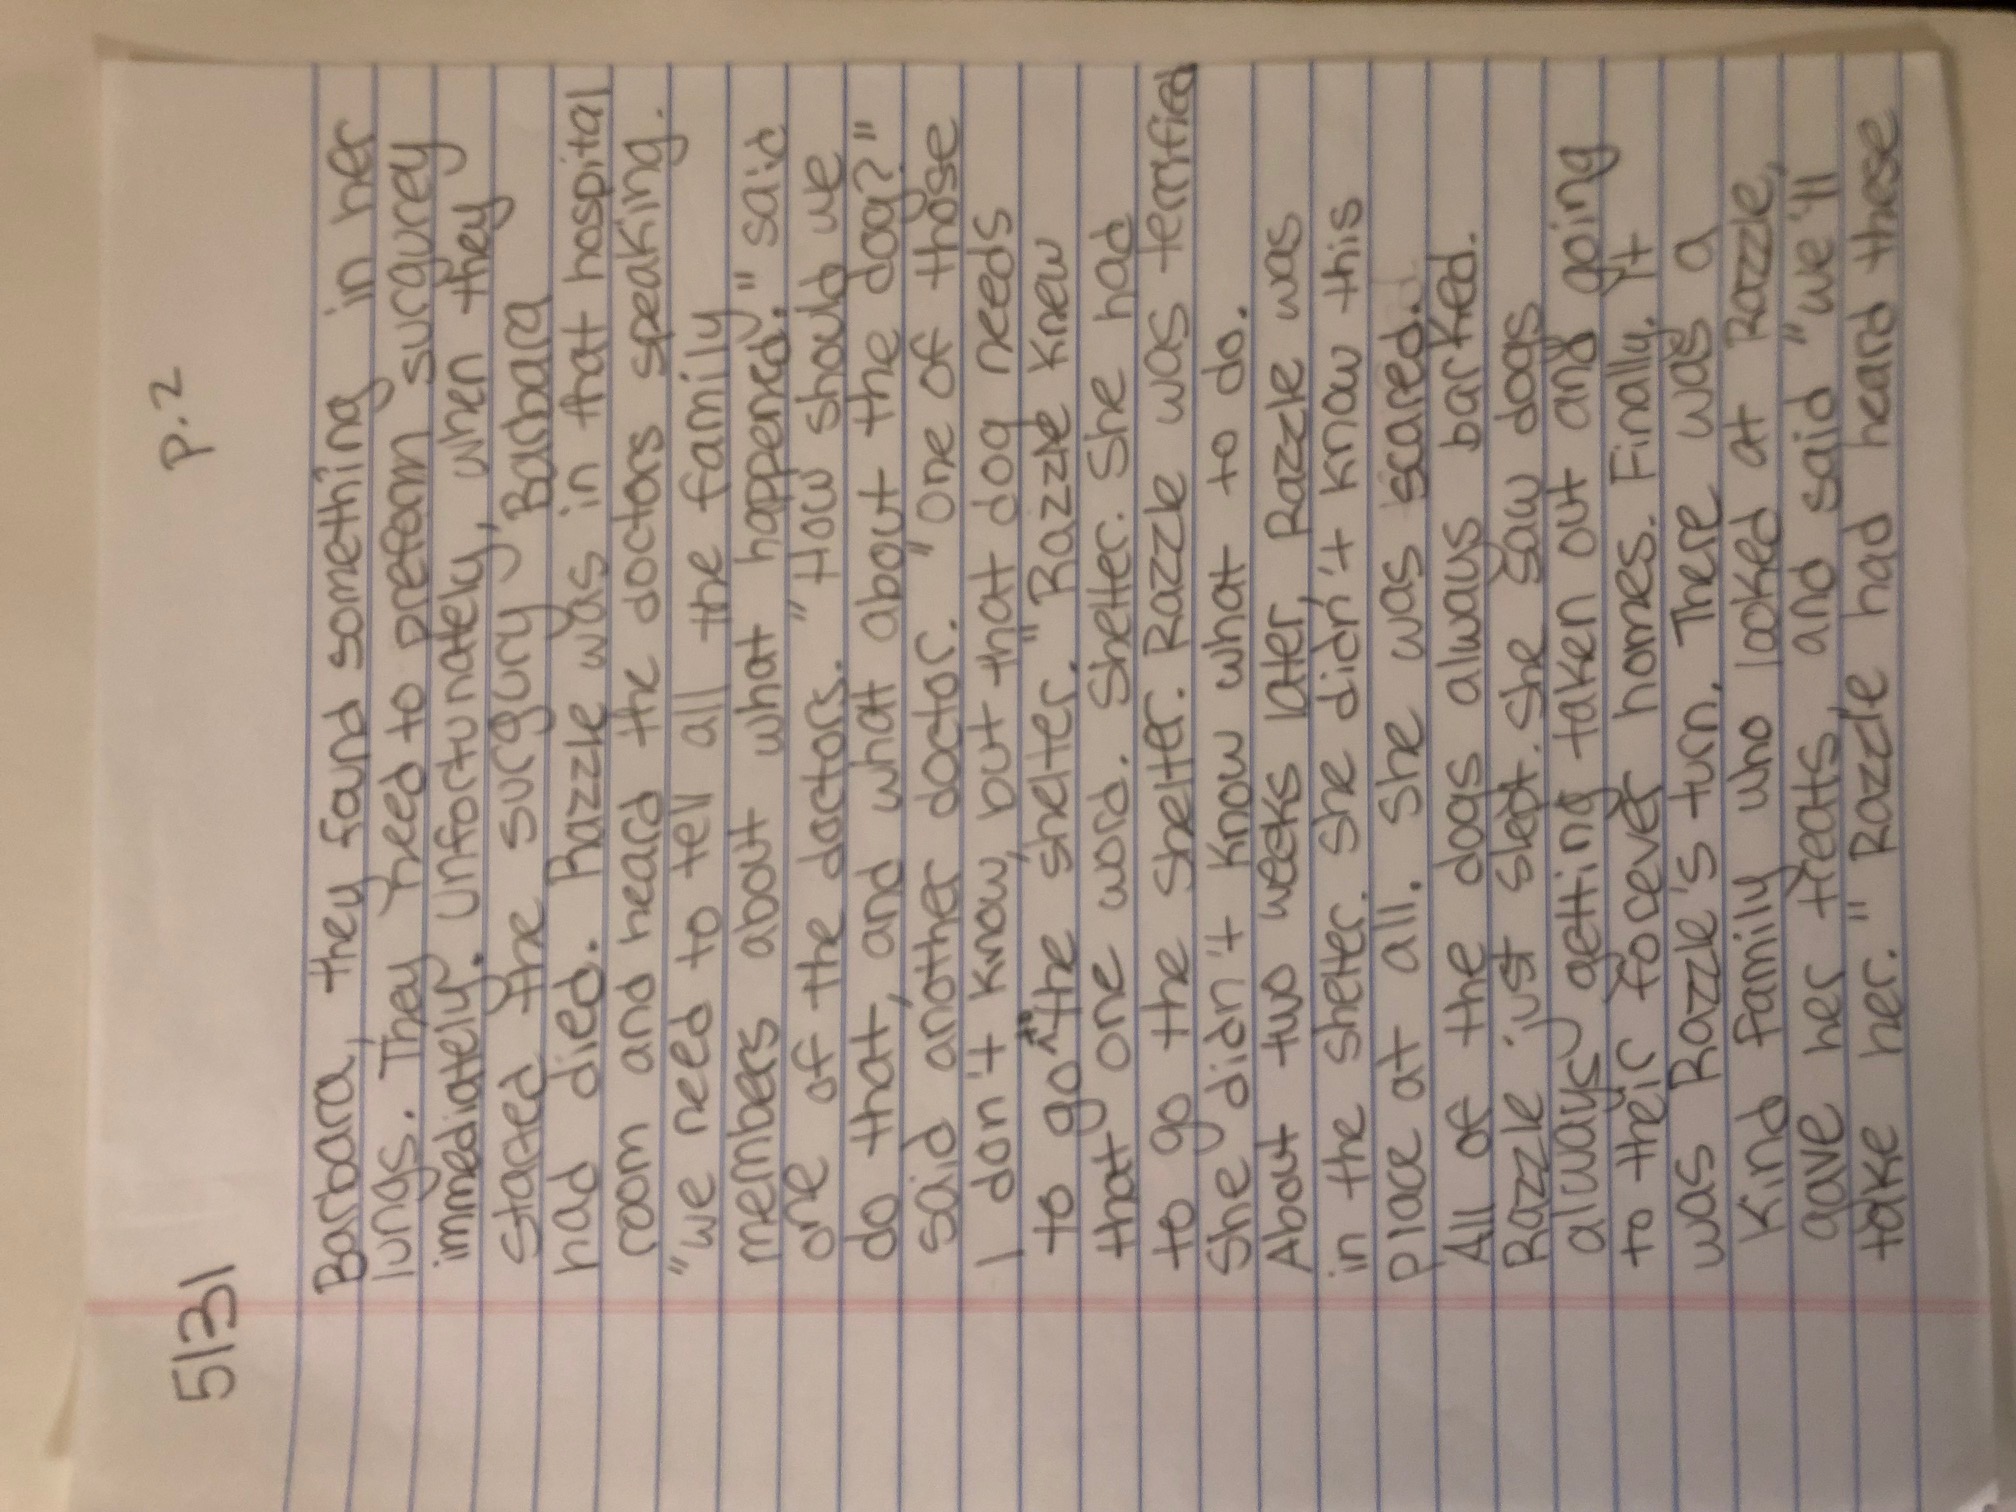 5/31
p.2
Barbara, they found something in her
lungs. They need to preform surgurey
immediately. Unfortunately, when they
started the surgury Barbara
had died. Razzle was in that hospital
room and heard the doctors speaking.
"we need to tell all the family
members about what happened." said
one of the doctors. "How should we
do that, and what about the dog?"
said another doctor. "One of those
I don't know, but that dog needs
to go to the shelter." Razzle knew
that one word. Shelter. She had
to go the shelter. Razzle was terrified
She didn't know what to do.
About two weeks later, Razzle was
in the shelter. She didn't know this
place at all. She was scared.
All of the dogs always barked.
Razzle just slept. She saw dogs
always getting taken out and going
to their forever homes. Finally. It
was Razzle's turn. There was a
kind family who looked at Razzle,
gave her treats, and said "we'll
take her." Razzle had heard these